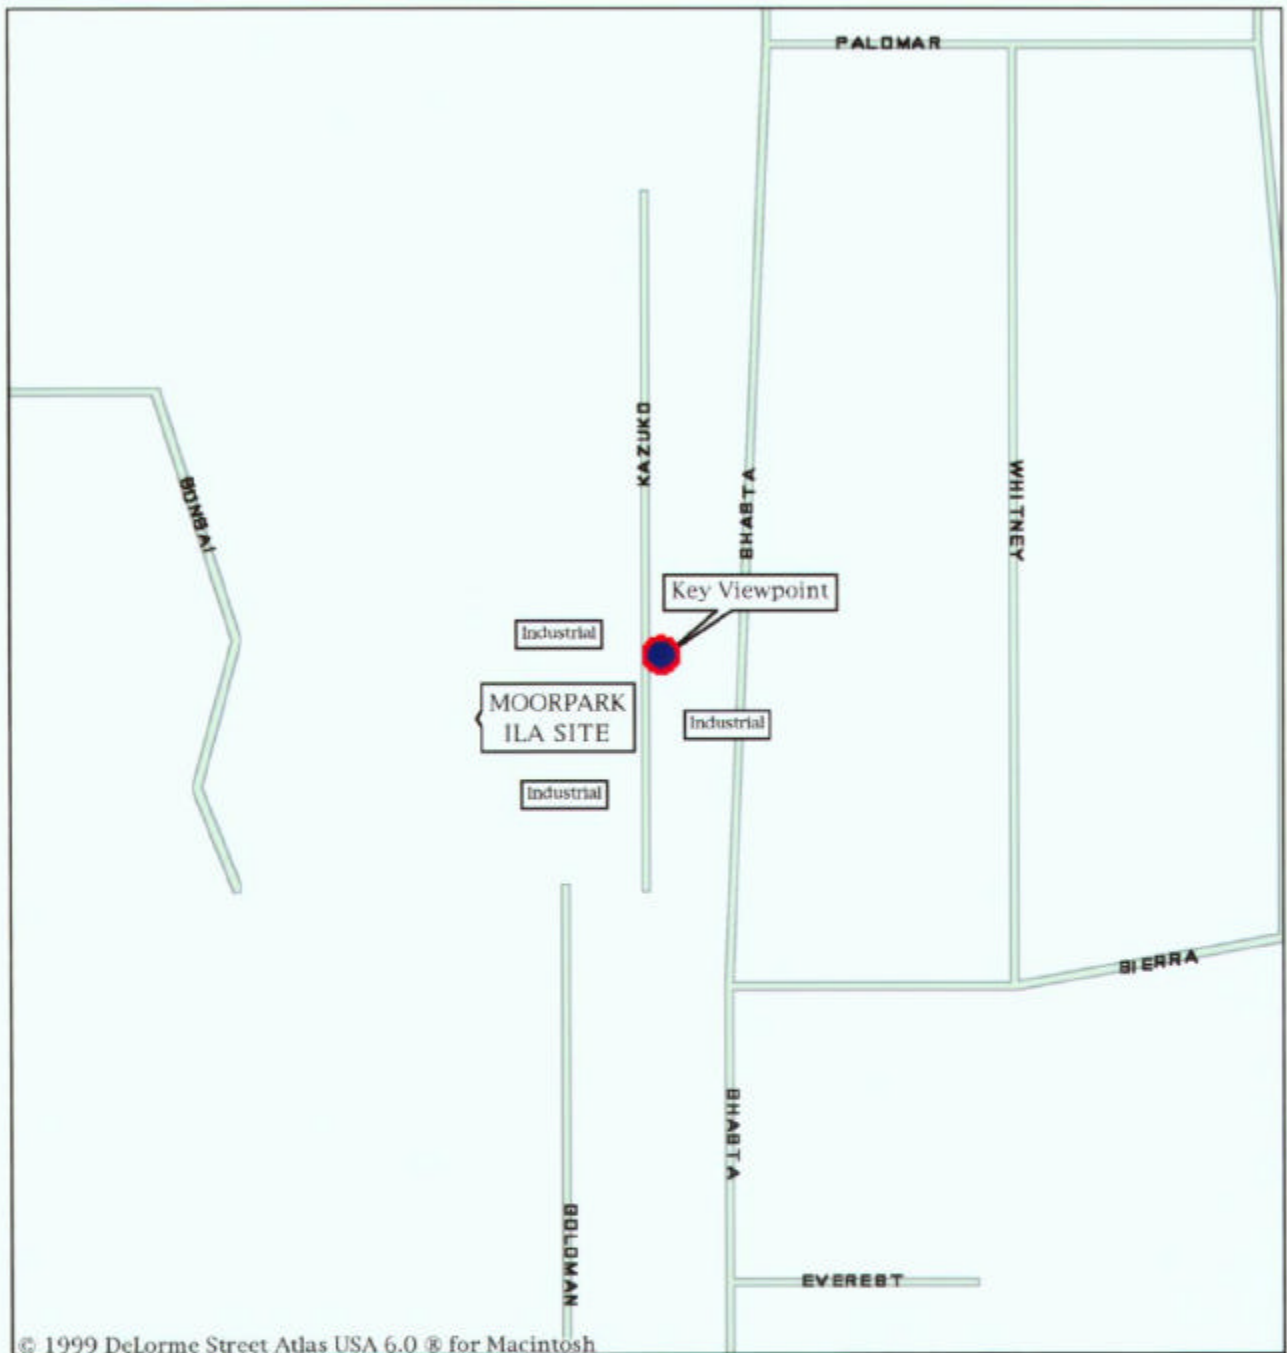 PALOMAR
KAZUKO
BHASTA
WHITNEY
BONSAI
Key Viewpoint
Industrial
MOORPARK
ILA SITE
Industrial
Industrial
SIERRA
SHASTA
GOLDMAN
EVEREST
© 1999 DeLorme Street Atlas USA 6.0 ® for Macintosh